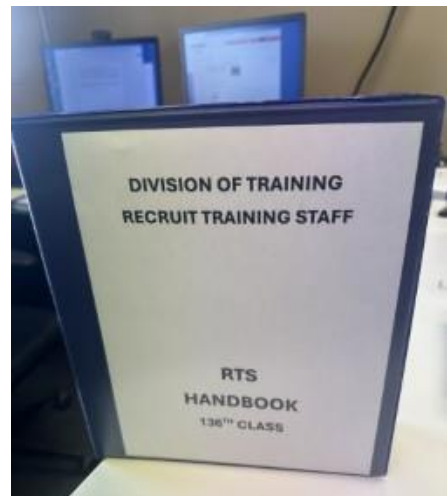 DIVISION OF TRAINING
RECRUIT TRAINING STAFF
RTS
HANDBOOK
136TH CLASS